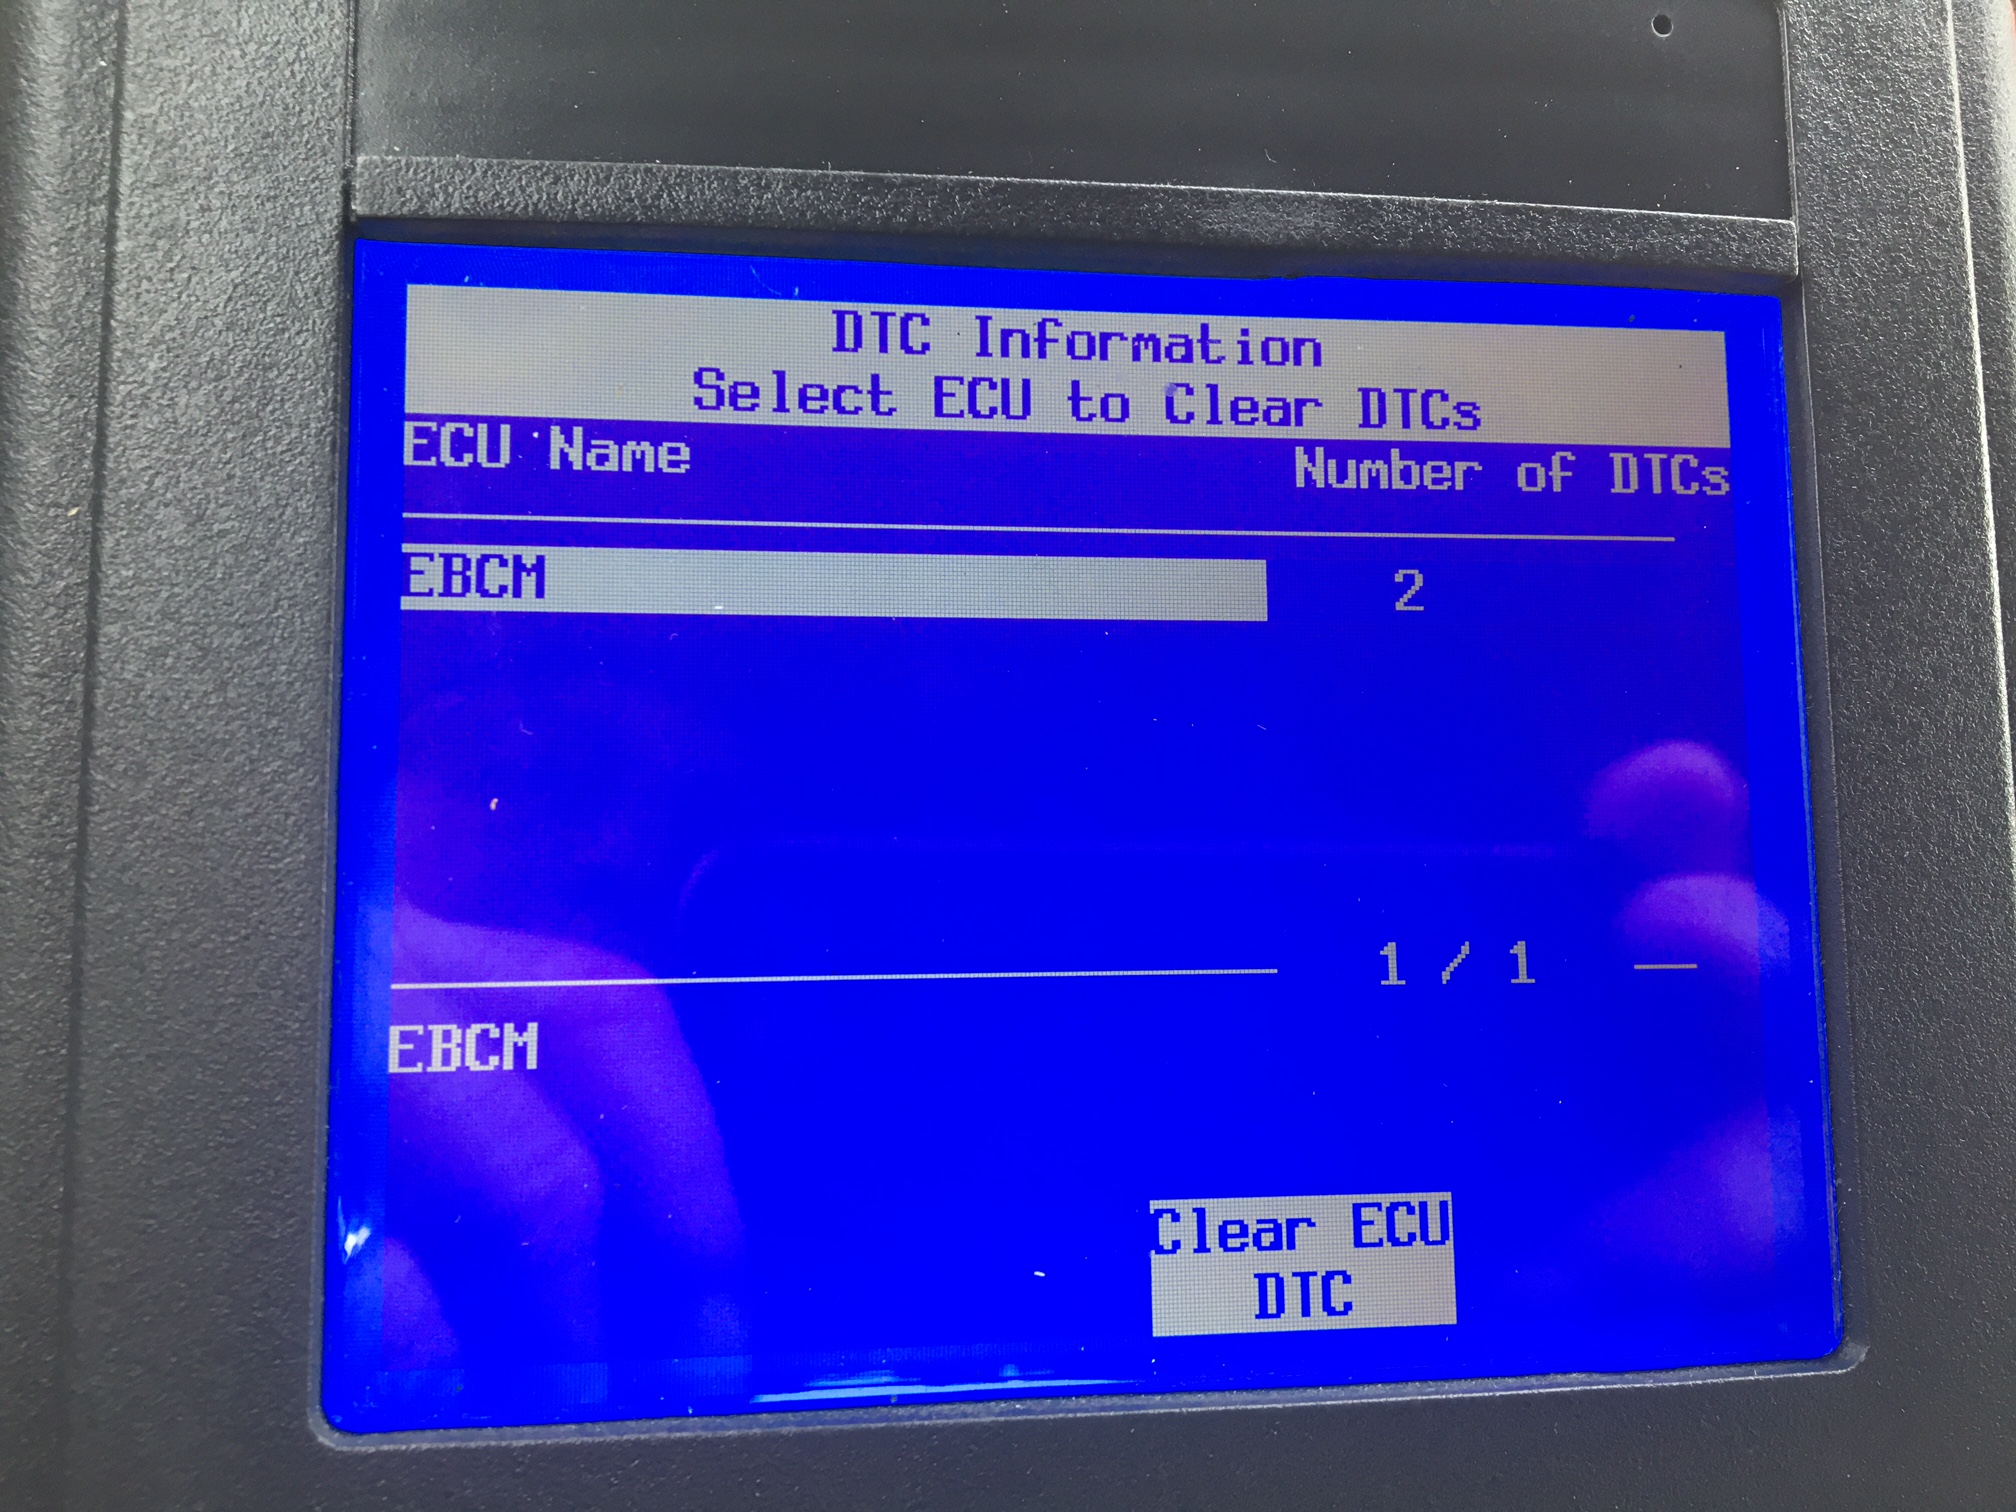 DTC Information
Select ECU to Clear DTCs
ECU Name Number of DTCs
EBCM 2
1 / 1
EBCM
Clear ECU
DTC